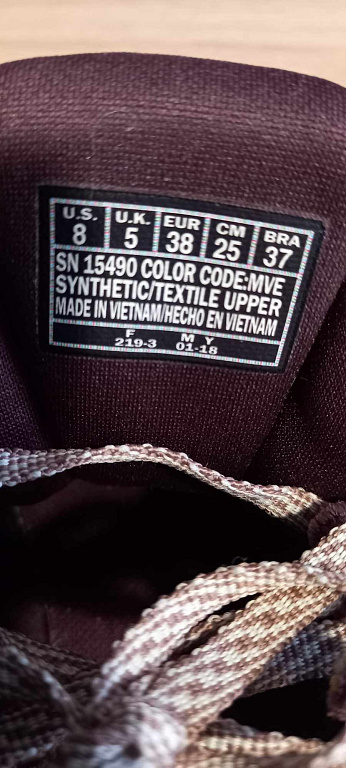 U.S. U.K. EUR CM BRA
8 5 38 25 37
SN 15490 COLOR CODE:MVE
SYNTHETIC/TEXTILE UPPER
MADE IN VIETNAM/HECHO EN VIETNAM
F M Y
219-3 01-18